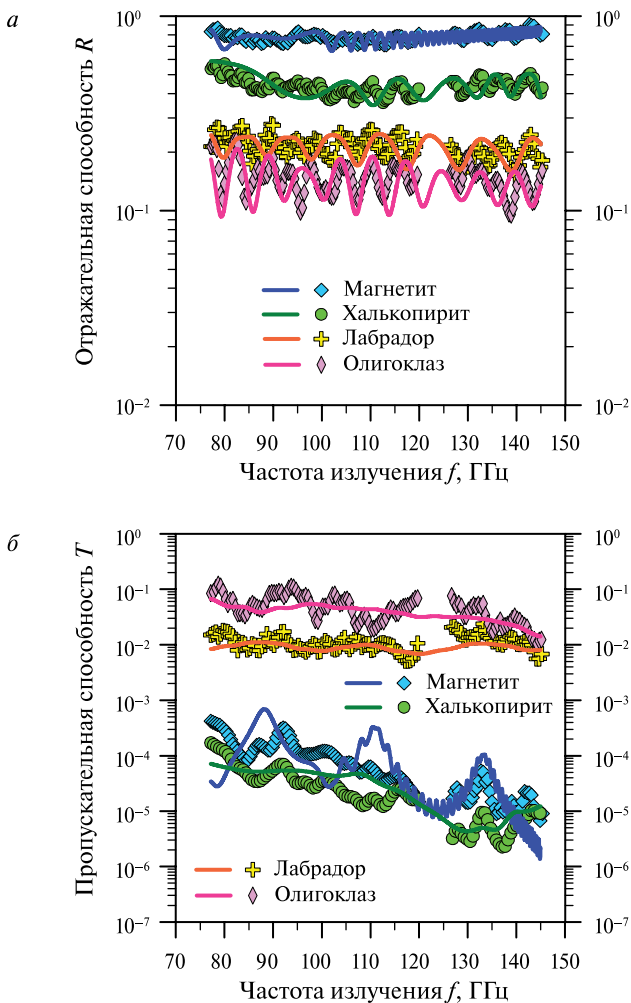 а
Отражательная способность R
10⁰ 10⁰
10⁻¹ 10⁻¹
10⁻² 10⁻²
Магнетит
Халькопирит
Лабрадор
Олигоклаз
70 80 90 100 110 120 130 140 150
Частота излучения f, ГГц
б
Пропускательная способность T
10⁰ 10⁰
10⁻¹ 10⁻¹
10⁻² 10⁻²
10⁻³ 10⁻³
Магнетит
Халькопирит
10⁻⁴ 10⁻⁴
10⁻⁵ 10⁻⁵
10⁻⁶ 10⁻⁶
Лабрадор
Олигоклаз
10⁻⁷ 10⁻⁷
70 80 90 100 110 120 130 140 150
Частота излучения f, ГГц